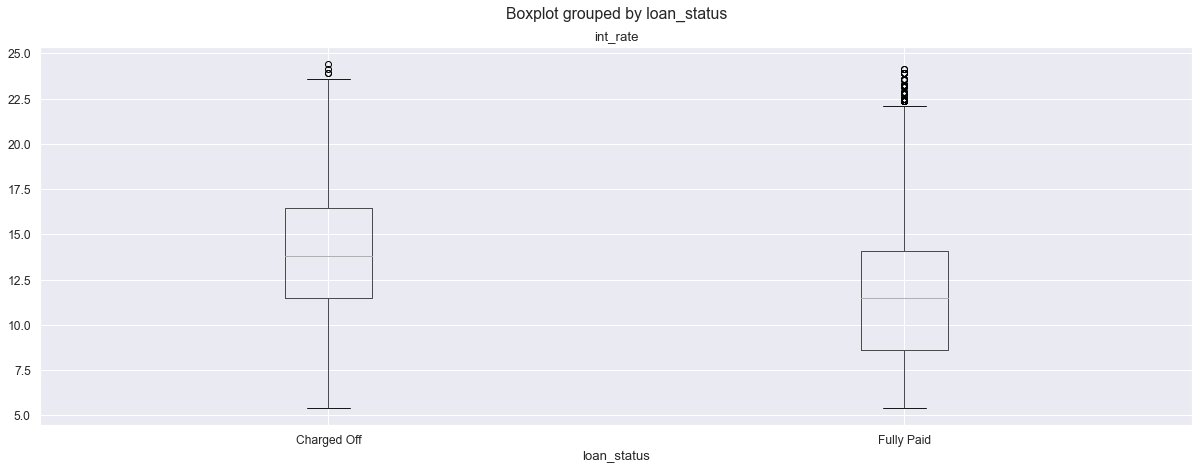 Boxplot grouped by loan_status
int_rate
25.0
22.5
20.0
17.5
15.0
12.5
10.0
7.5
5.0
Charged Off Fully Paid
loan_status